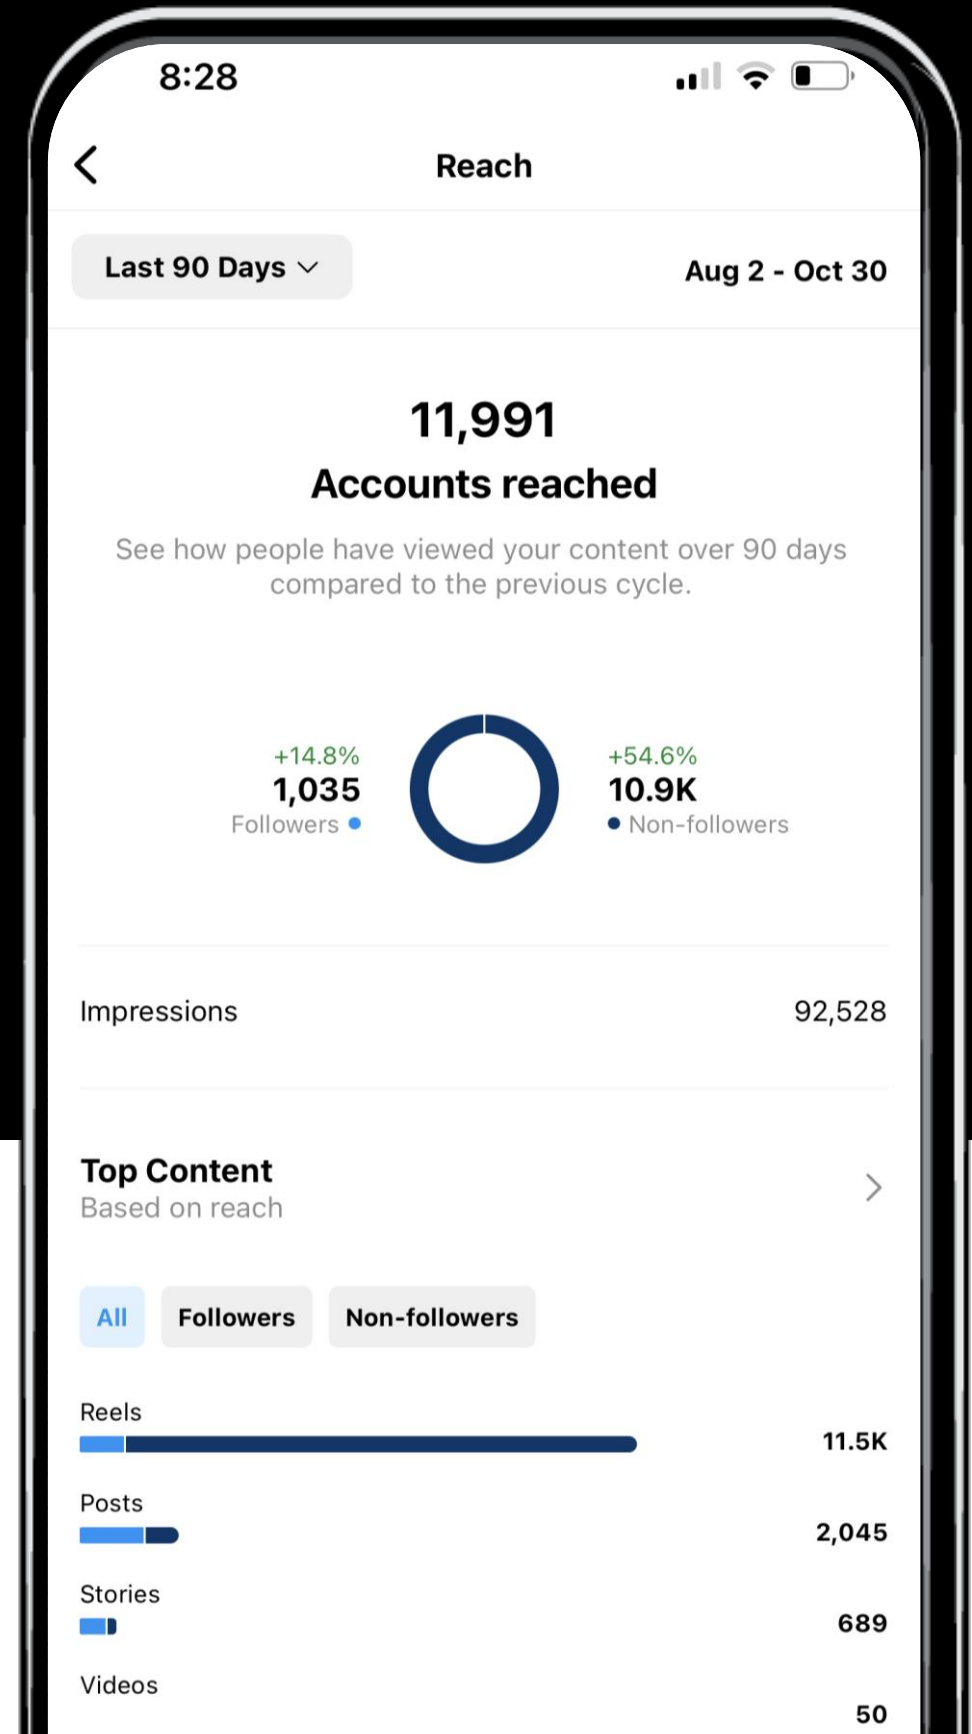 8:28
Reach
Last 90 Days
Aug 2 - Oct 30
11,991
Accounts reached
See how people have viewed your content over 90 days
compared to the previous cycle.
+14.8%
1,035
Followers
+54.6%
10.9K
Non-followers
Impressions
92,528
Top Content
Based on reach
All
Followers
Non-followers
Reels
11.5K
Posts
2,045
Stories
689
Videos
50